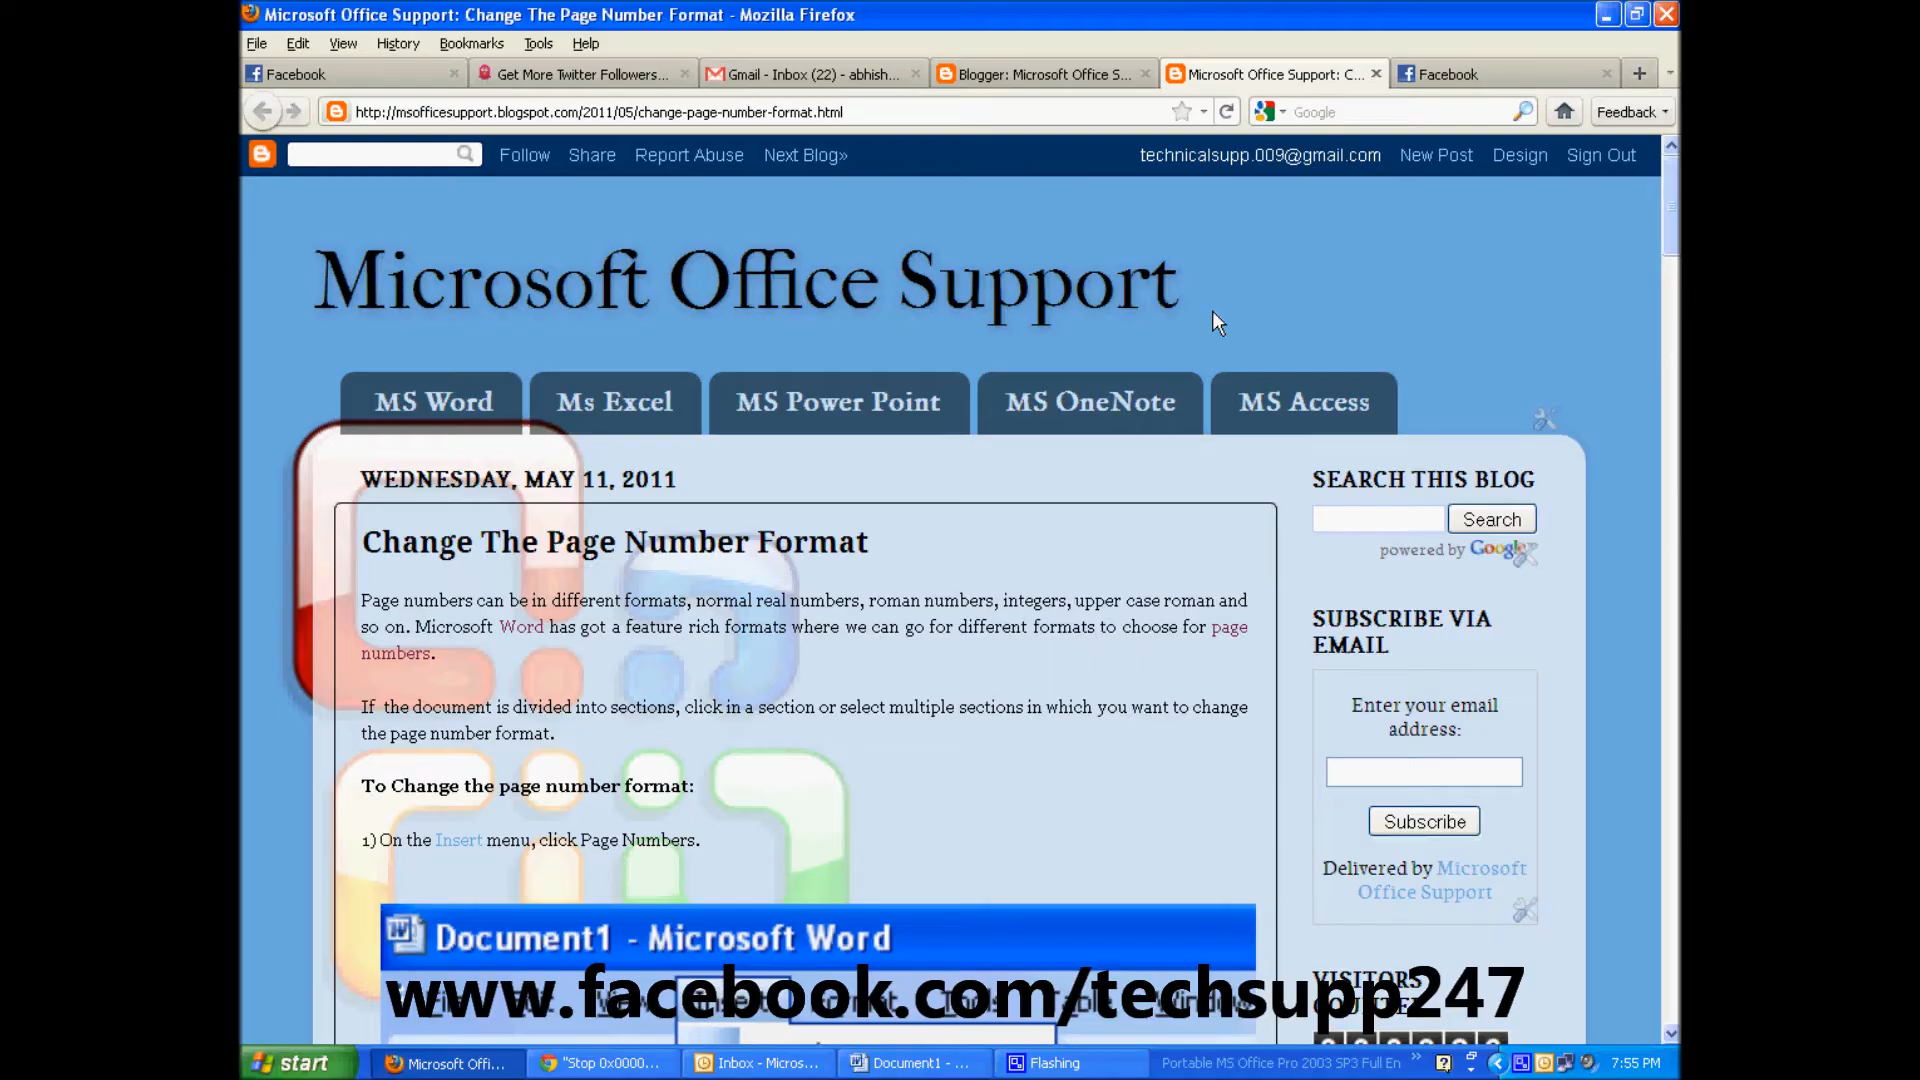 Microsoft Office Support: Change The Page Number Format - Mozilla Firefox
File Edit View History Bookmarks Tools Help
Facebook
Get More Twitter Followers...
Gmail - Inbox (22) - abhish...
Blogger: Microsoft Office S...
Microsoft Office Support: C...
Facebook
http://msofficesupport.blogspot.com/2011/05/change-page-number-format.html
Google
Feedback
Follow Share Report Abuse Next Blog»
technicalsupp.009@gmail.com New Post Design Sign Out
Microsoft Office Support
MS Word
Ms Excel
MS Power Point
MS OneNote
MS Access
WEDNESDAY, MAY 11, 2011
Change The Page Number Format
Page numbers can be in different formats, normal real numbers, roman numbers, integers, upper case roman and
so on. Microsoft Word has got a feature rich formats where we can go for different formats to choose for page
numbers.
If the document is divided into sections, click in a section or select multiple sections in which you want to change
the page number format.
To Change the page number format:
1) On the Insert menu, click Page Numbers.
Document1 - Microsoft Word
SEARCH THIS BLOG
Search
powered by Google
SUBSCRIBE VIA
EMAIL
Enter your email
address:
Subscribe
Delivered by Microsoft
Office Support
VISITORS
COUNTER
www.facebook.com/techsupp247
start
Microsoft Offi...
"Stop 0x0000...
Inbox - Micros...
Document1 - ...
Flashing
Portable MS Office Pro 2003 SP3 Full En
7:55 PM